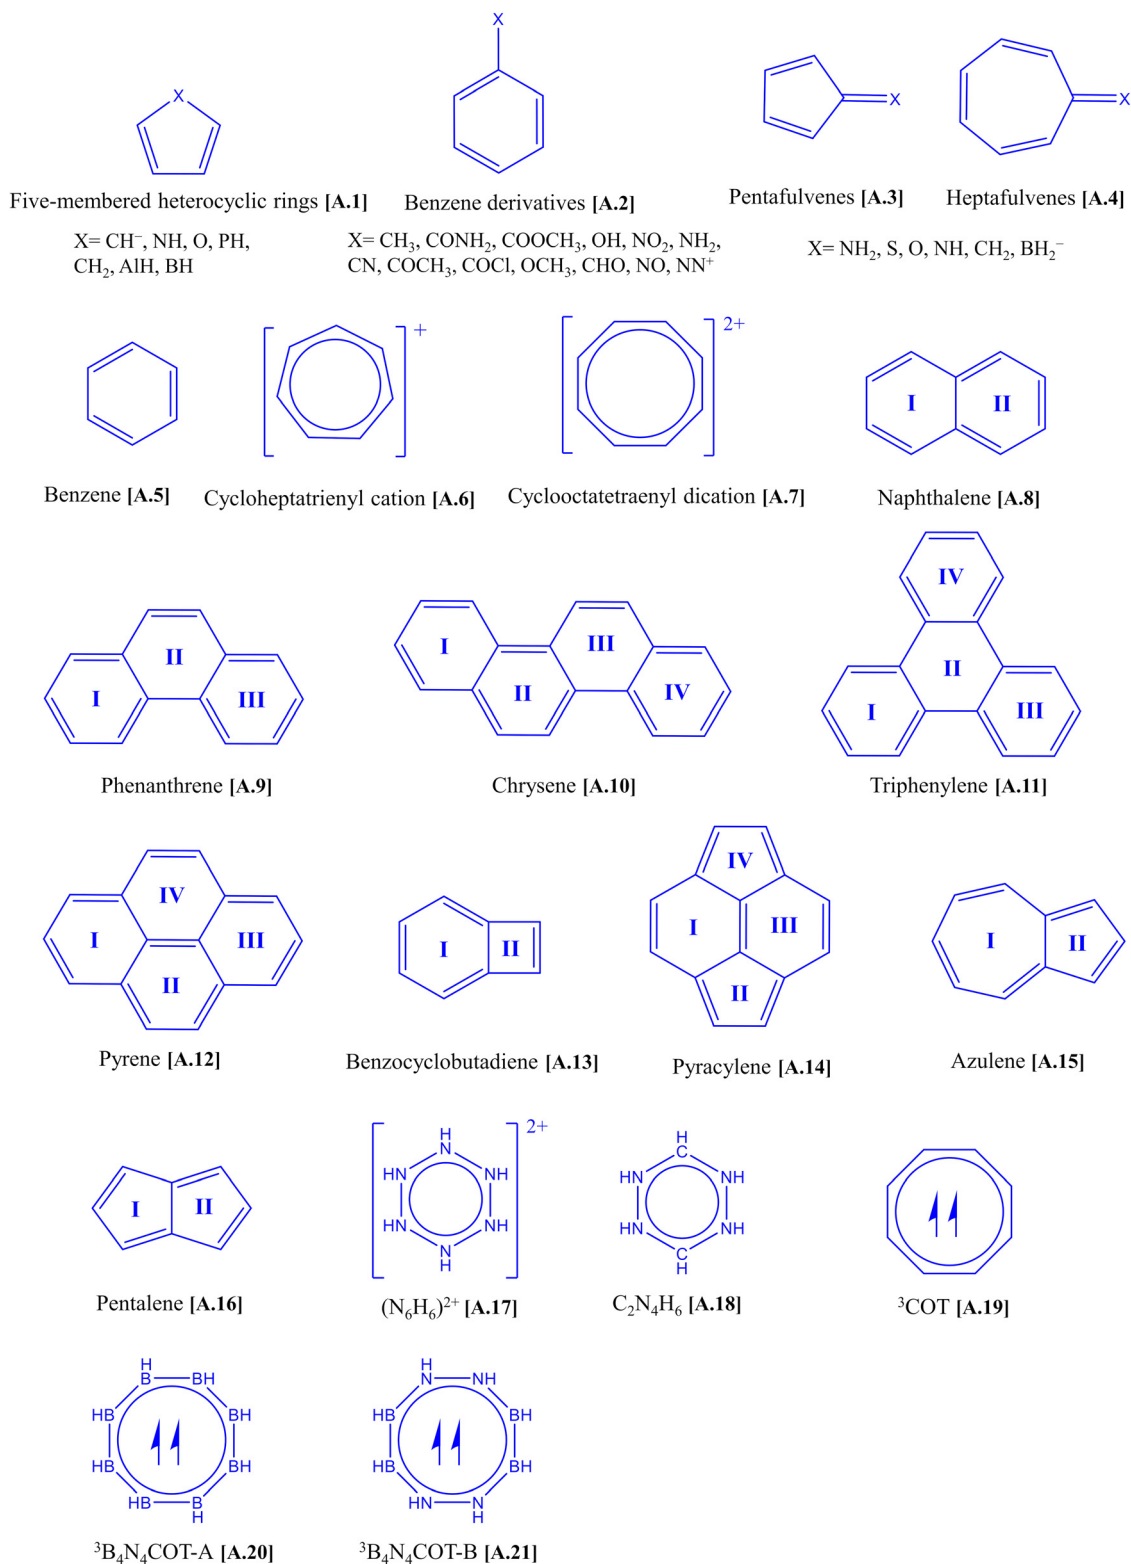 X
X
X
X
Five-membered heterocyclic rings [A.1]
Benzene derivatives [A.2]
Pentafulvenes [A.3]
Heptafulvenes [A.4]
X= CH⁻, NH, O, PH,
CH₂, AlH, BH
X= CH₃, CONH₂, COOCH₃, OH, NO₂, NH₂,
CN, COCH₃, COCl, OCH₃, CHO, NO, NN⁺
X= NH₂, S, O, NH, CH₂, BH₂⁻
+
2+
I II
Benzene [A.5]
Cycloheptatrienyl cation [A.6]
Cyclooctatetraenyl dication [A.7]
Naphthalene [A.8]
I II III
I II III IV
I II III IV
Phenanthrene [A.9]
Chrysene [A.10]
Triphenylene [A.11]
I II III IV
I II
I II III IV
I II
Pyrene [A.12]
Benzocyclobutadiene [A.13]
Pyracylene [A.14]
Azulene [A.15]
I II
H
N
HN NH
HN NH
N
H
2+
H
C
HN NH
HN NH
C
H
Pentalene [A.16]
(N₆H₆)²⁺ [A.17]
C₂N₄H₆ [A.18]
³COT [A.19]
H
B BH
HB BH
HB BH
HB B
H
H
N NH
HB BH
HB BH
HN N
H
³B₄N₄COT-A [A.20]
³B₄N₄COT-B [A.21]